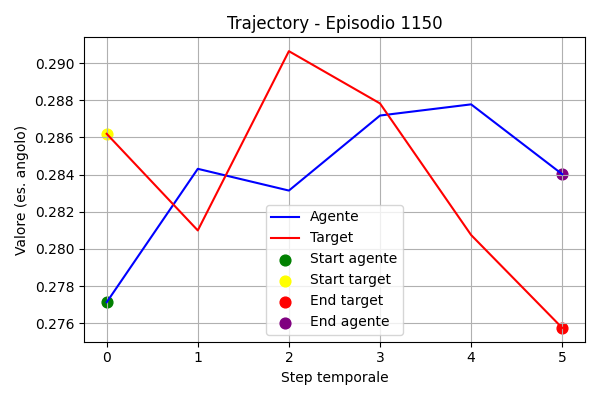 Trajectory - Episodio 1150
Valore (es. angolo)
0.290
0.288
0.286
0.284
0.282
0.280
0.278
0.276
Agente
Target
Start agente
Start target
End target
End agente
0 1 2 3 4 5
Step temporale